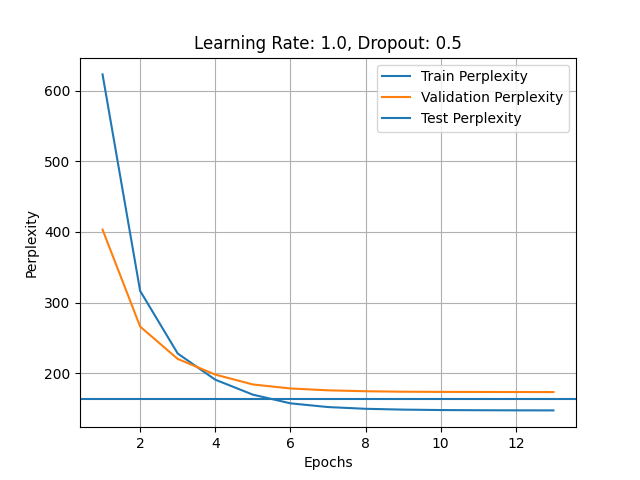 Learning Rate: 1.0, Dropout: 0.5
Train Perplexity
Validation Perplexity
Test Perplexity
Perplexity
600
500
400
300
200
2 4 6 8 10 12
Epochs